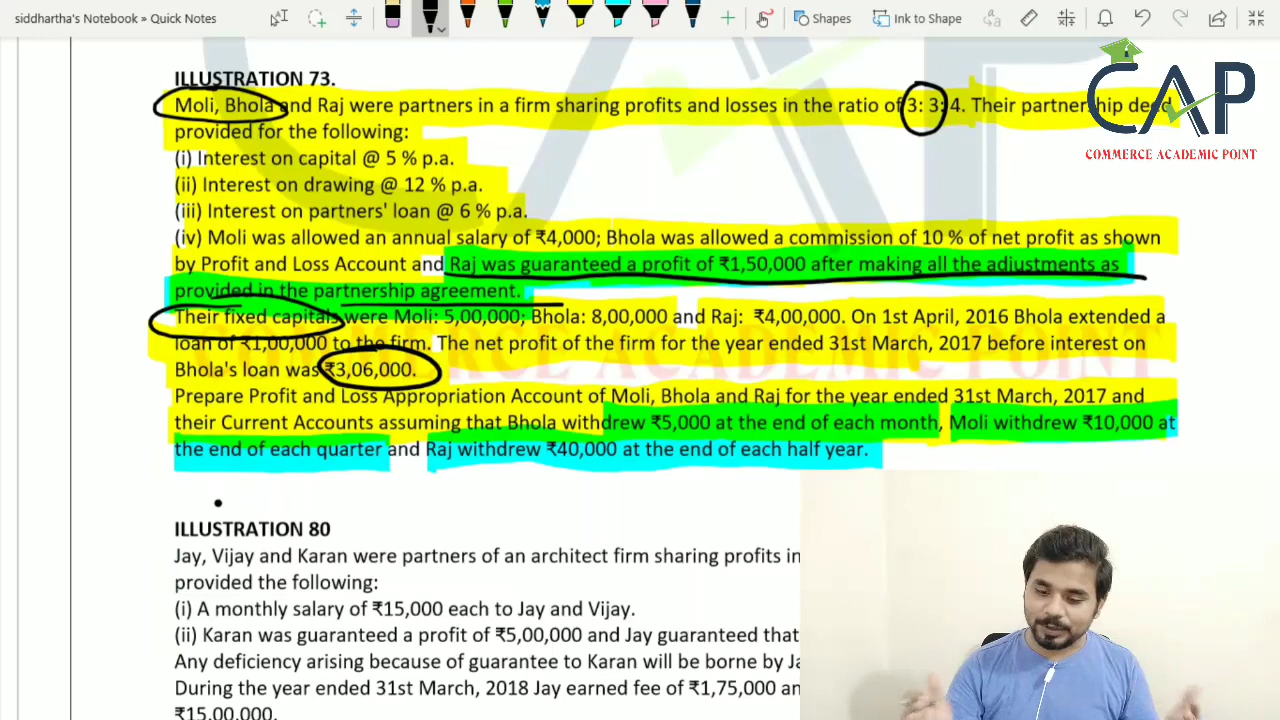 siddhartha's Notebook » Quick Notes
Shapes
Ink to Shape
CAP
COMMERCE ACADEMIC POINT
ILLUSTRATION 73.
Moli, Bhola and Raj were partners in a firm sharing profits and losses in the ratio of 3: 3: 4. Their partnership deed
provided for the following:
(i) Interest on capital @ 5 % p.a.
(ii) Interest on drawing @ 12 % p.a.
(iii) Interest on partners' loan @ 6 % p.a.
(iv) Moli was allowed an annual salary of ₹4,000; Bhola was allowed a commission of 10 % of net profit as shown
by Profit and Loss Account and Raj was guaranteed a profit of ₹1,50,000 after making all the adjustments as
provided in the partnership agreement.
Their fixed capitals were Moli: 5,00,000; Bhola: 8,00,000 and Raj: ₹4,00,000. On 1st April, 2016 Bhola extended a
loan of ₹1,00,000 to the firm. The net profit of the firm for the year ended 31st March, 2017 before interest on
Bhola's loan was ₹3,06,000.
Prepare Profit and Loss Appropriation Account of Moli, Bhola and Raj for the year ended 31st March, 2017 and
their Current Accounts assuming that Bhola withdrew ₹5,000 at the end of each month, Moli withdrew ₹10,000 at
the end of each quarter and Raj withdrew ₹40,000 at the end of each half year.
COMMERCE ACADEMIC POINT
ILLUSTRATION 80
Jay, Vijay and Karan were partners of an architect firm sharing profits in
provided the following:
(i) A monthly salary of ₹15,000 each to Jay and Vijay.
(ii) Karan was guaranteed a profit of ₹5,00,000 and Jay guaranteed that
Any deficiency arising because of guarantee to Karan will be borne by Ja
During the year ended 31st March, 2018 Jay earned fee of ₹1,75,000 an
₹15,00,000.